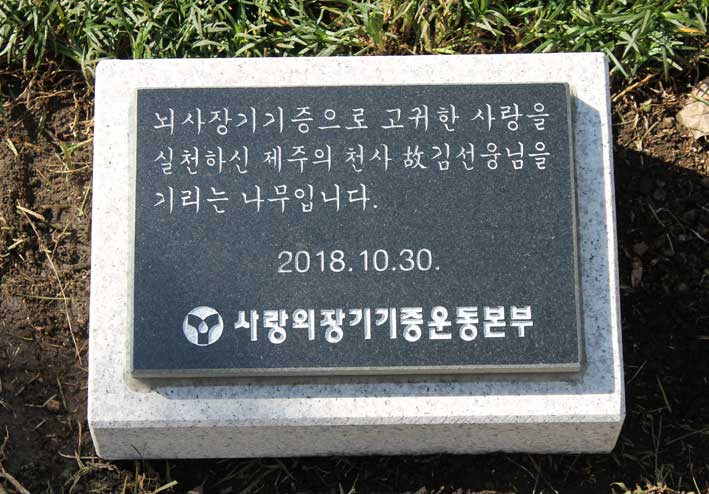 뇌사장기기증으로 고귀한 사랑을
실천하신 제주의 천사 故김선웅님을
기리는 나무입니다.
2018.10.30.
사랑의장기기증운동본부